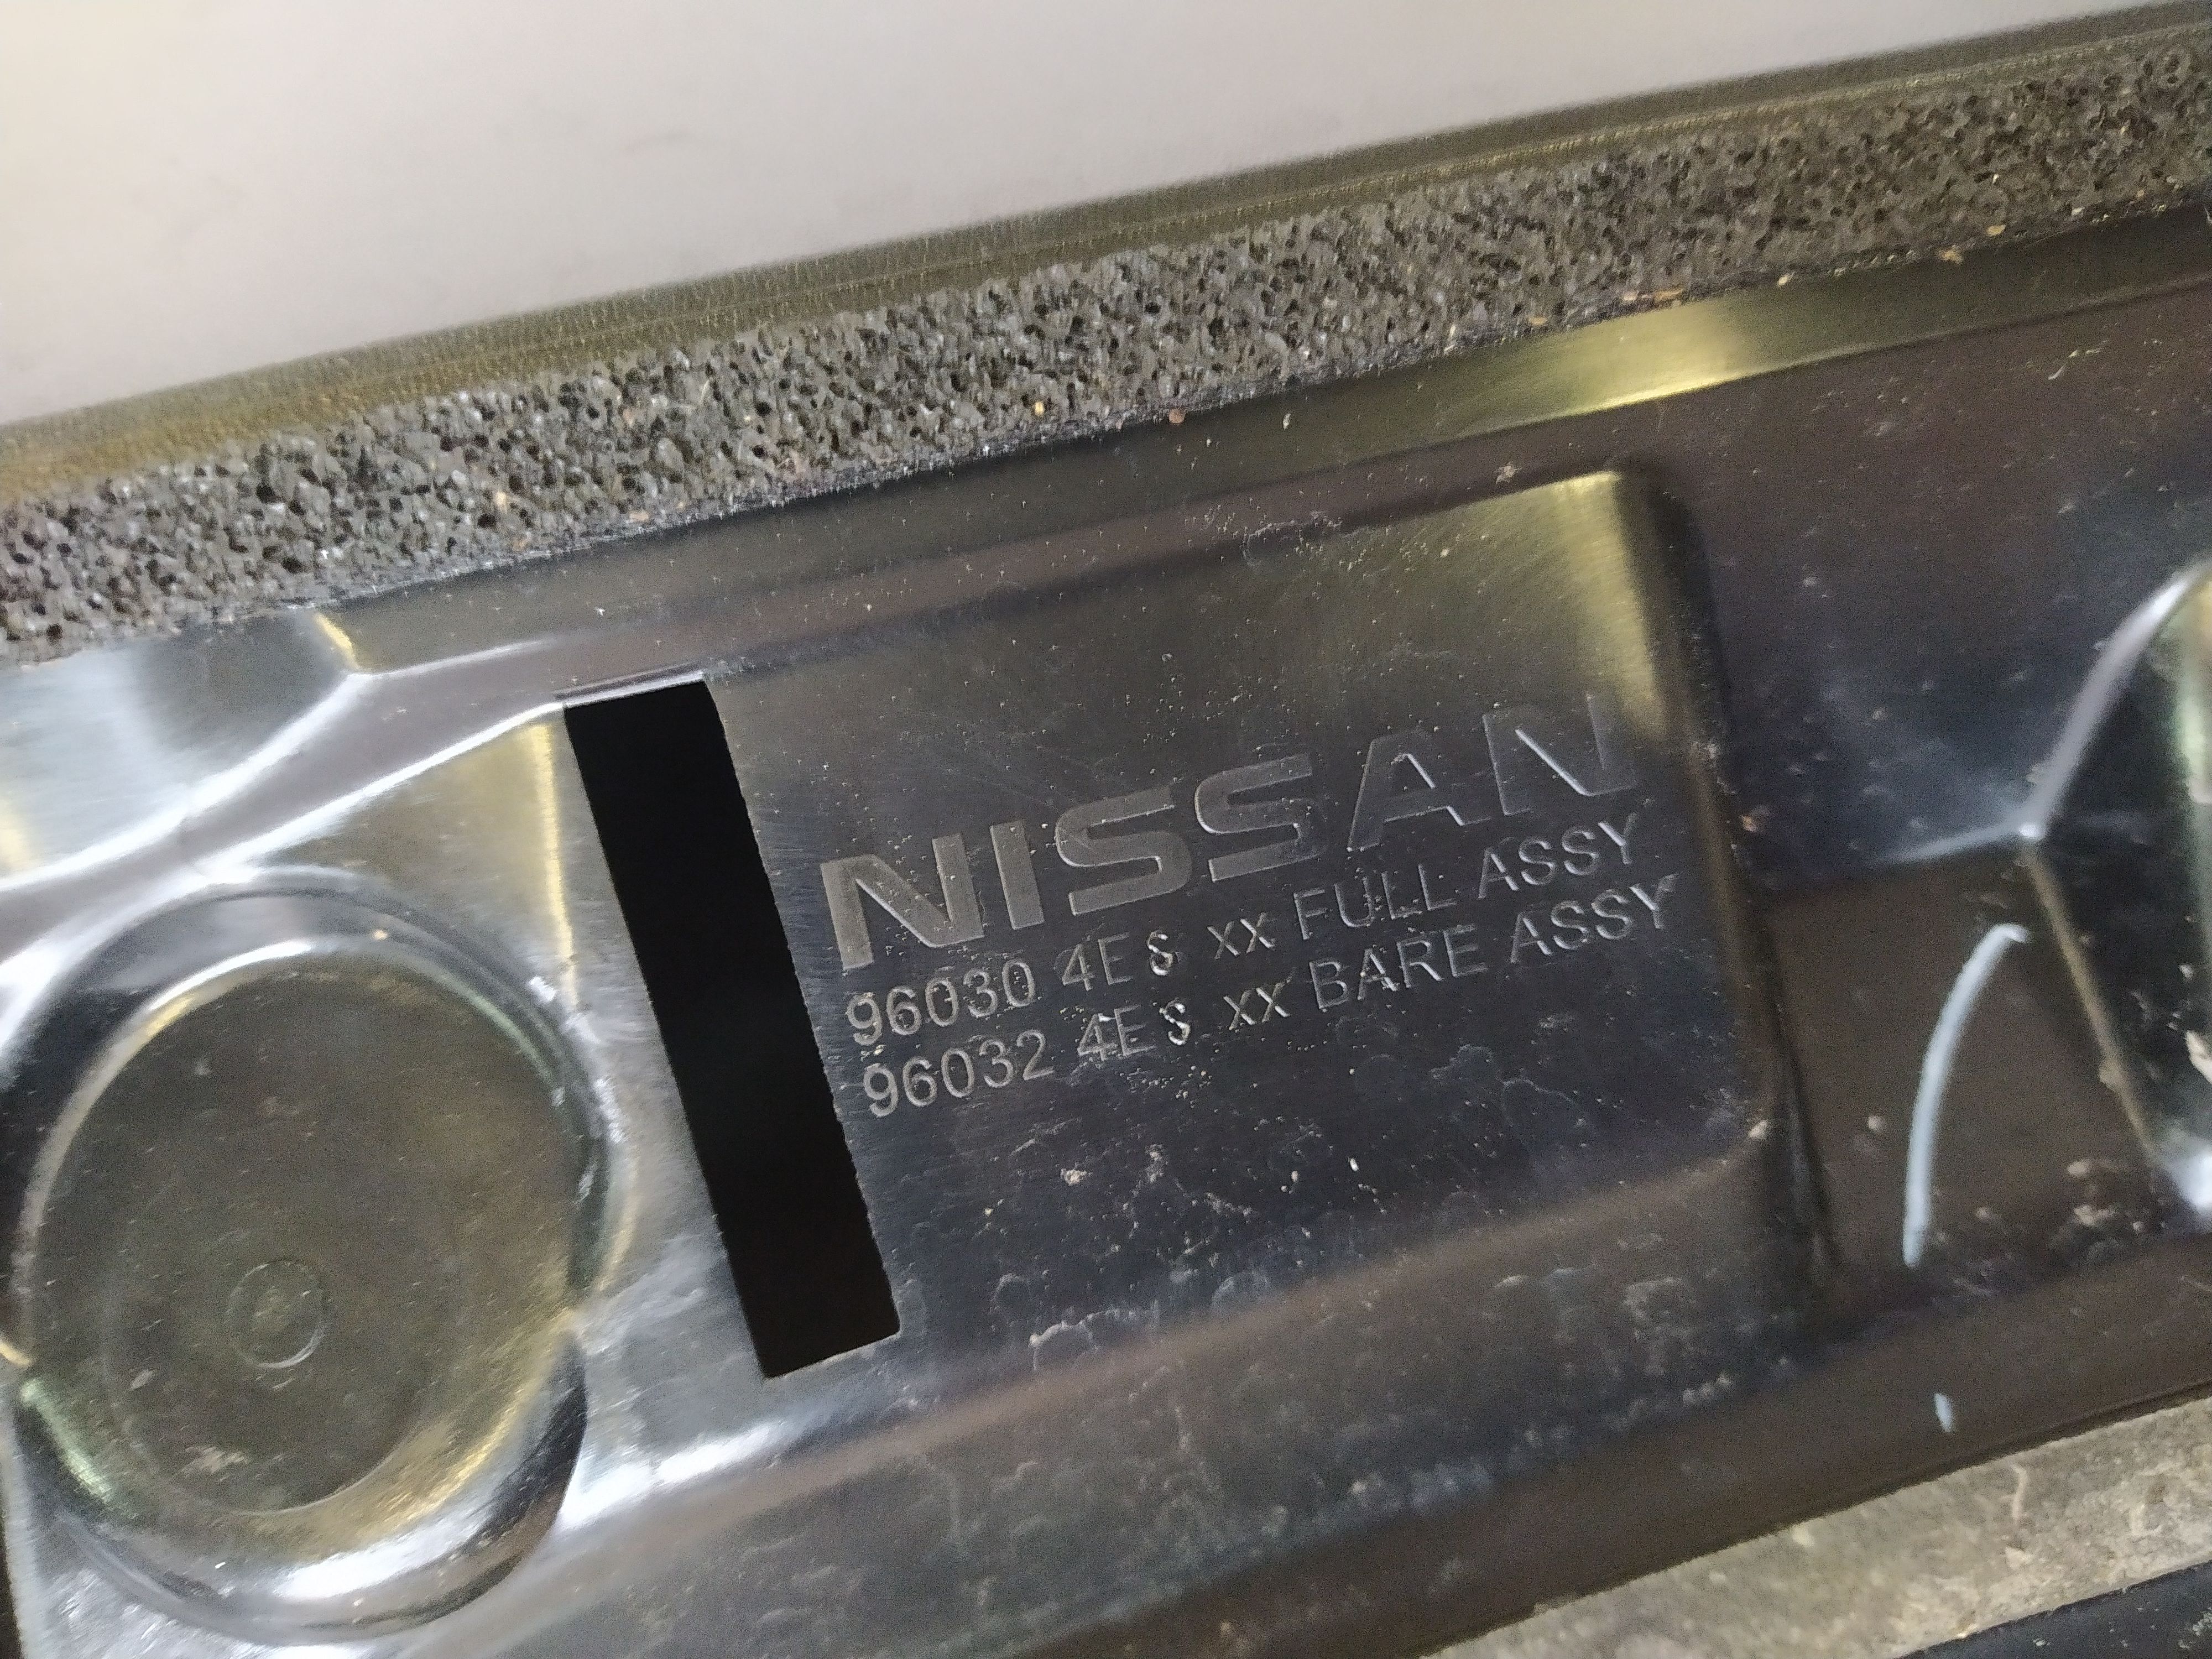 NISSAN
96030 4ES xx FULL ASSY
96032 4ES xx BARE ASSY